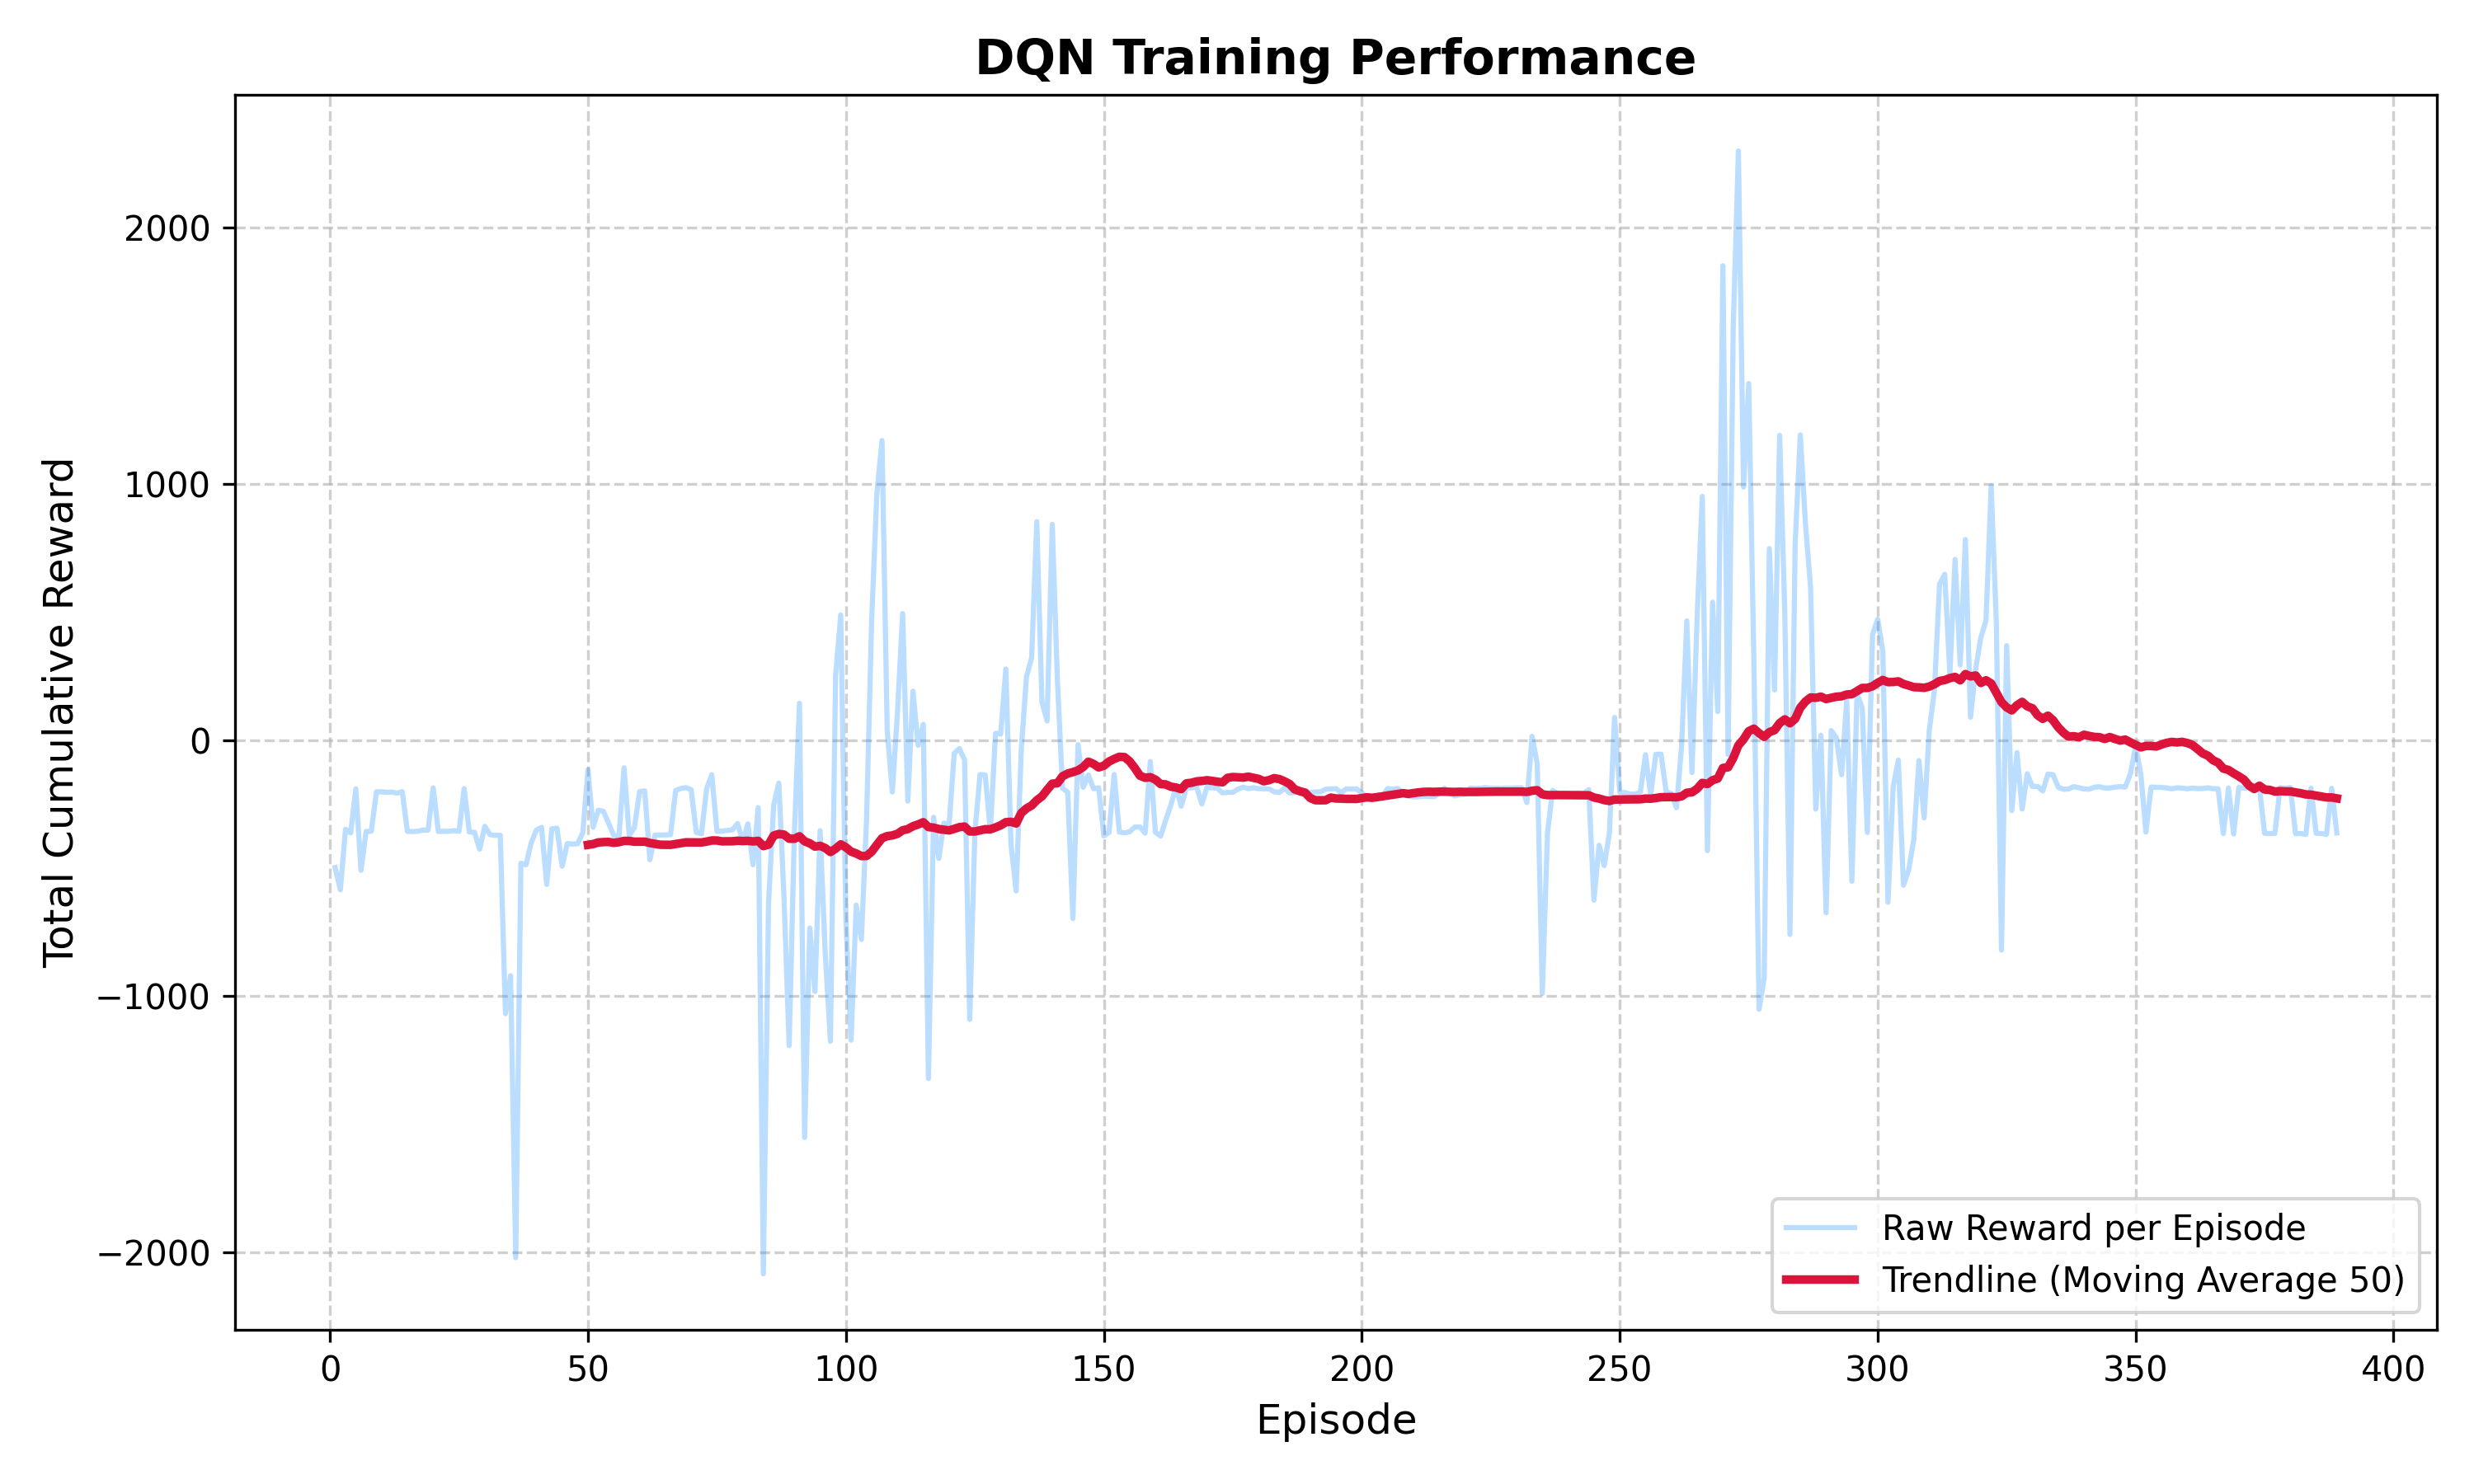 DQN Training Performance
Total Cumulative Reward
2000
1000
0
−1000
−2000
0 50 100 150 200 250 300 350 400
Episode
Raw Reward per Episode
Trendline (Moving Average 50)